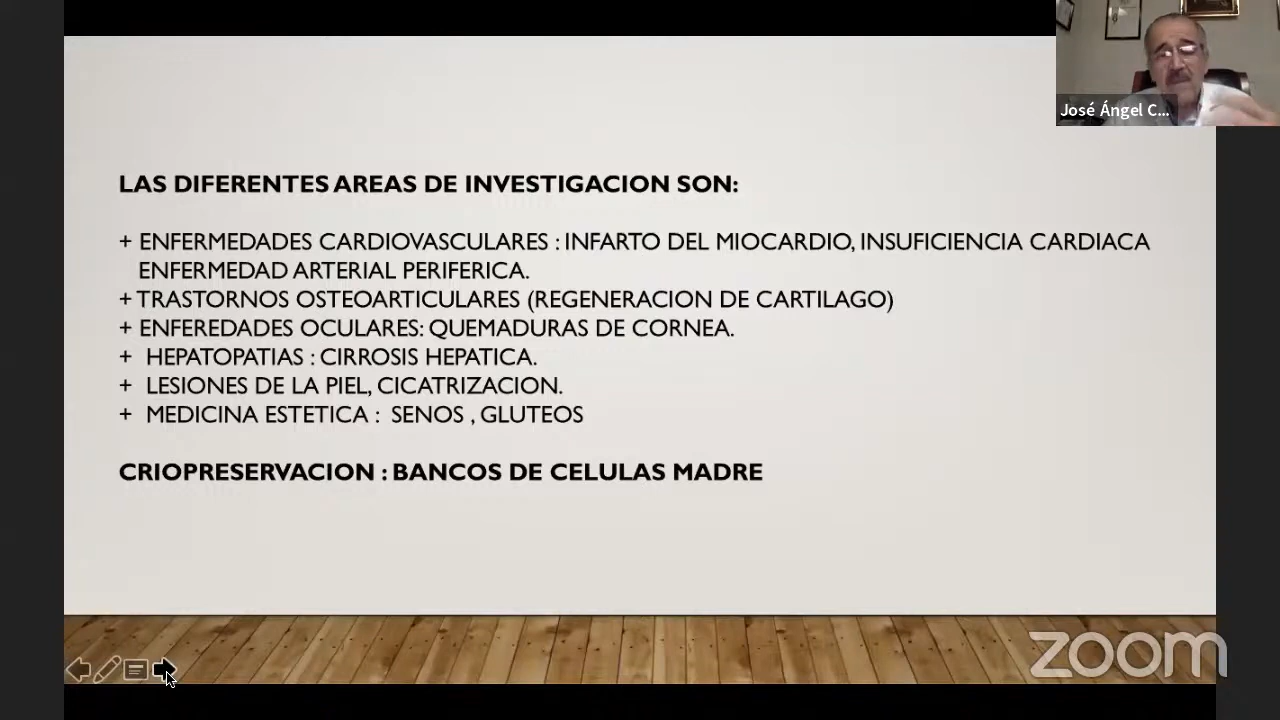 José Ángel C...
LAS DIFERENTES AREAS DE INVESTIGACION SON:
+ ENFERMEDADES CARDIOVASCULARES : INFARTO DEL MIOCARDIO, INSUFICIENCIA CARDIACA
ENFERMEDAD ARTERIAL PERIFERICA.
+ TRASTORNOS OSTEOARTICULARES (REGENERACION DE CARTILAGO)
+ ENFEREDADES OCULARES: QUEMADURAS DE CORNEA.
+ HEPATOPATIAS : CIRROSIS HEPATICA.
+ LESIONES DE LA PIEL, CICATRIZACION.
+ MEDICINA ESTETICA : SENOS , GLUTEOS
CRIOPRESERVACION : BANCOS DE CELULAS MADRE
zoom